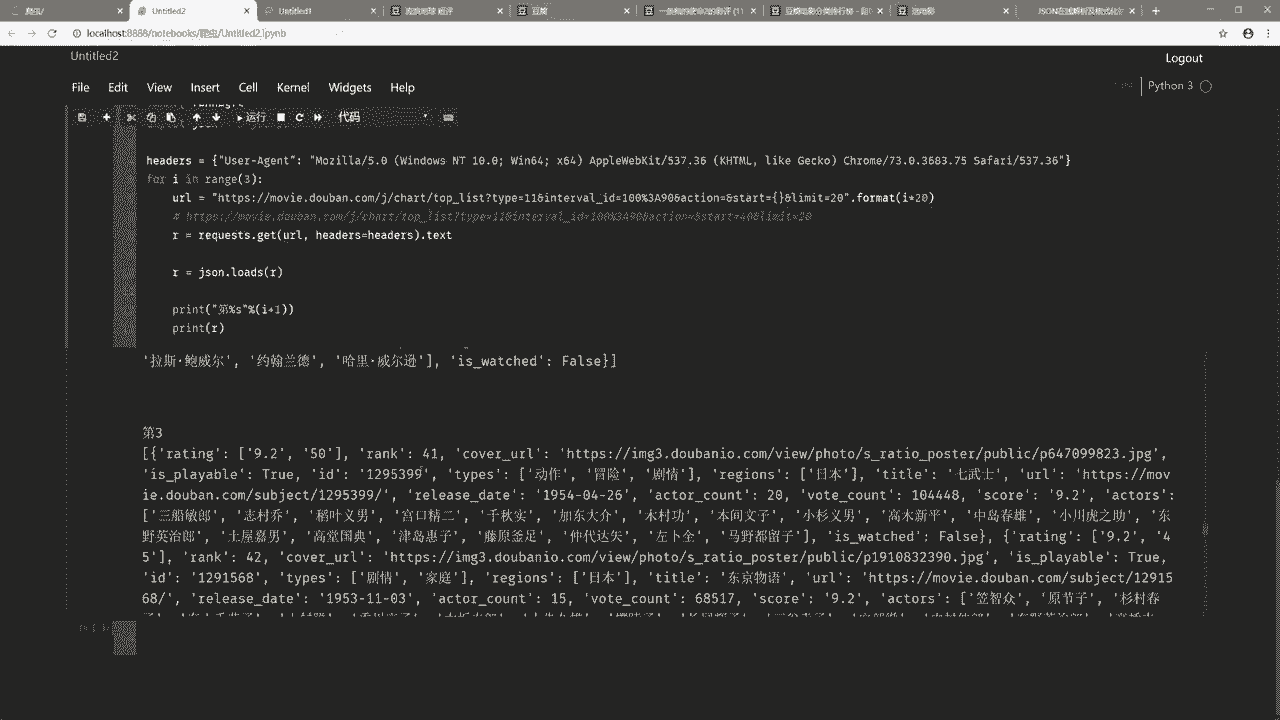 爬虫/
Untitled2
Untitled1
豆瓣
localhost:8888/notebooks/爬虫/Untitled2.ipynb
Untitled2
Logout
File Edit View Insert Cell Kernel Widgets Help
Python 3
运行 代码
headers = {"User-Agent": "Mozilla/5.0 (Windows NT 10.0; Win64; x64) AppleWebKit/537.36 (KHTML, like Gecko) Chrome/73.0.3683.75 Safari/537.36"}
for i in range(3):
url = "https://movie.douban.com/j/chart/top_list?type=11&interval_id=100%3A90&action=&start={}&limit=20".format(i*20)
# https://movie.douban.com/j/chart/top_list?type=11&interval_id=100%3A90&action=&start=40&limit=20
r = requests.get(url, headers=headers).text
r = json.loads(r)
print("第%s"%(i+1))
print(r)
'拉斯·鲍威尔', '约翰兰德', '哈里·威尔逊'], 'is_watched': False}]
第3
[{'rating': ['9.2', '50'], 'rank': 41, 'cover_url': 'https://img3.doubanio.com/view/photo/s_ratio_poster/public/p647099823.jpg',
'is_playable': True, 'id': '1295399', 'types': ['动作', '冒险', '剧情'], 'regions': ['日本'], 'title': '七武士', 'url': 'https://mov
ie.douban.com/subject/1295399/', 'release_date': '1954-04-26', 'actor_count': 20, 'vote_count': 104448, 'score': '9.2', 'actors':
['三船敏郎', '志村乔', '稻叶义男', '宫口精二', '千秋实', '加东大介', '木村功', '本间文子', '小杉义男', '高木新平', '中岛春雄', '小川虎之助', '东
野英治郎', '土屋嘉男', '高堂国典', '津岛惠子', '藤原釜足', '仲代达矢', '左卜全', '马野都留子'], 'is_watched': False}, {'rating': ['9.2', '4
5'], 'rank': 42, 'cover_url': 'https://img3.doubanio.com/view/photo/s_ratio_poster/public/p1910832390.jpg', 'is_playable': True,
'id': '1291568', 'types': ['剧情', '家庭'], 'regions': ['日本'], 'title': '东京物语', 'url': 'https://movie.douban.com/subject/12915
68/', 'release_date': '1953-11-03', 'actor_count': 15, 'vote_count': 68517, 'score': '9.2', 'actors': ['笠智众', '原节子', '杉村春